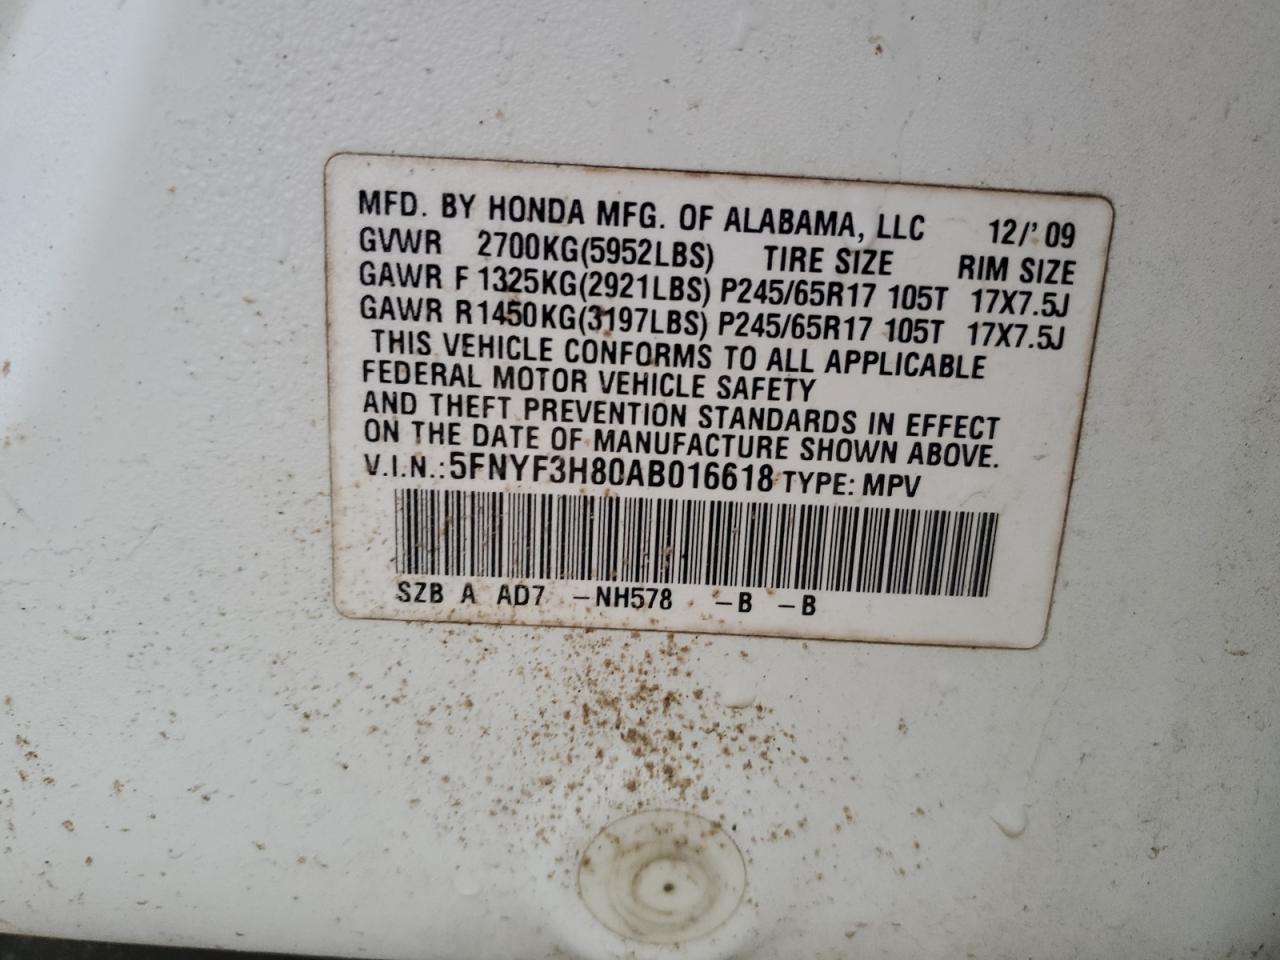 MFD. BY HONDA MFG. OF ALABAMA, LLC 12/'09
GVWR 2700KG(5952LBS) TIRE SIZE RIM SIZE
GAWR F 1325KG(2921LBS) P245/65R17 105T 17X7.5J
GAWR R 1450KG(3197LBS) P245/65R17 105T 17X7.5J
THIS VEHICLE CONFORMS TO ALL APPLICABLE
FEDERAL MOTOR VEHICLE SAFETY
AND THEFT PREVENTION STANDARDS IN EFFECT
ON THE DATE OF MANUFACTURE SHOWN ABOVE.
V.I.N.: 5FNYF3H80AB016618 TYPE: MPV
SZB A AD7 -NH578 -B -B